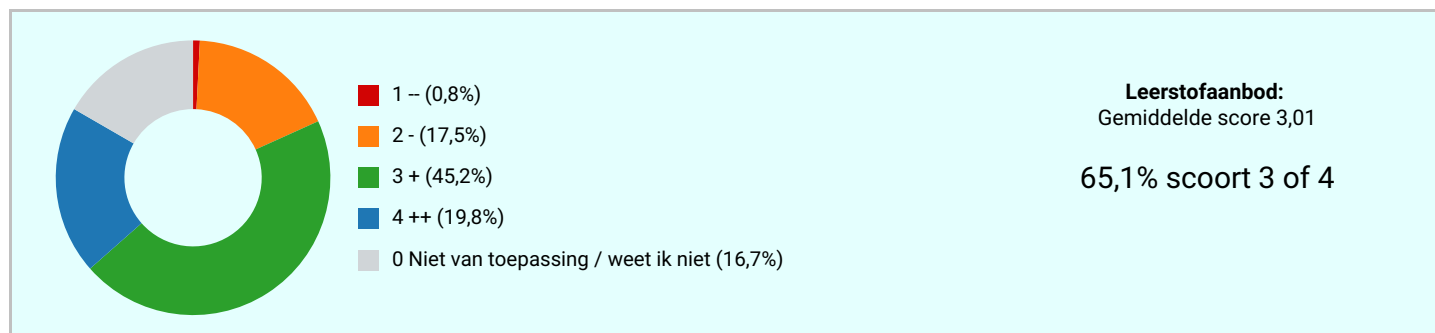 1 -- (0,8%)
2 - (17,5%)
3 + (45,2%)
4 ++ (19,8%)
0 Niet van toepassing / weet ik niet (16,7%)
Leerstofaanbod:
Gemiddelde score 3,01
65,1% scoort 3 of 4